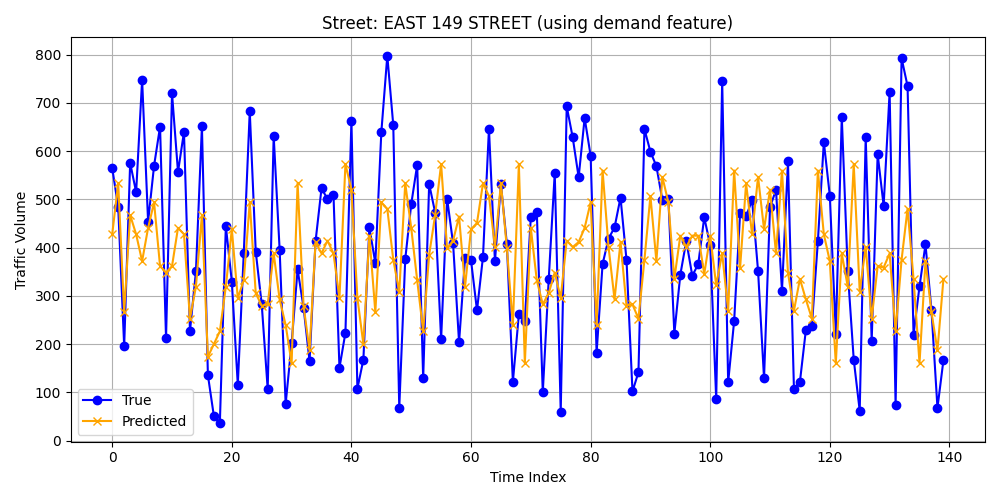 Street: EAST 149 STREET (using demand feature)
Traffic Volume
800
700
600
500
400
300
200
100
0
True
Predicted
0 20 40 60 80 100 120 140
Time Index